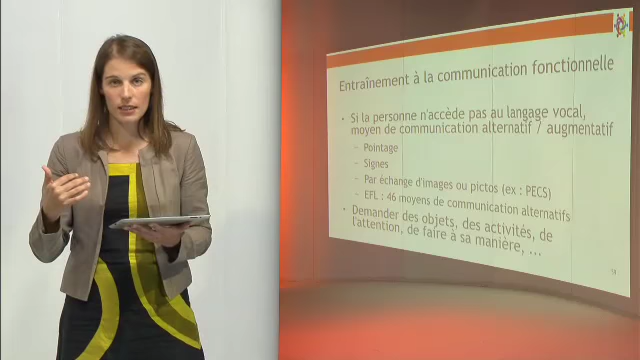 Entraînement à la communication fonctionnelle
• Si la personne n'accède pas au langage vocal,
moyen de communication alternatif / augmentatif
– Pointage
– Signes
– Par échange d'images ou pictos (ex : PECS)
– EFL : 46 moyens de communication alternatifs
• Demander des objets, des activités, de
l'attention, de faire à sa manière, ...